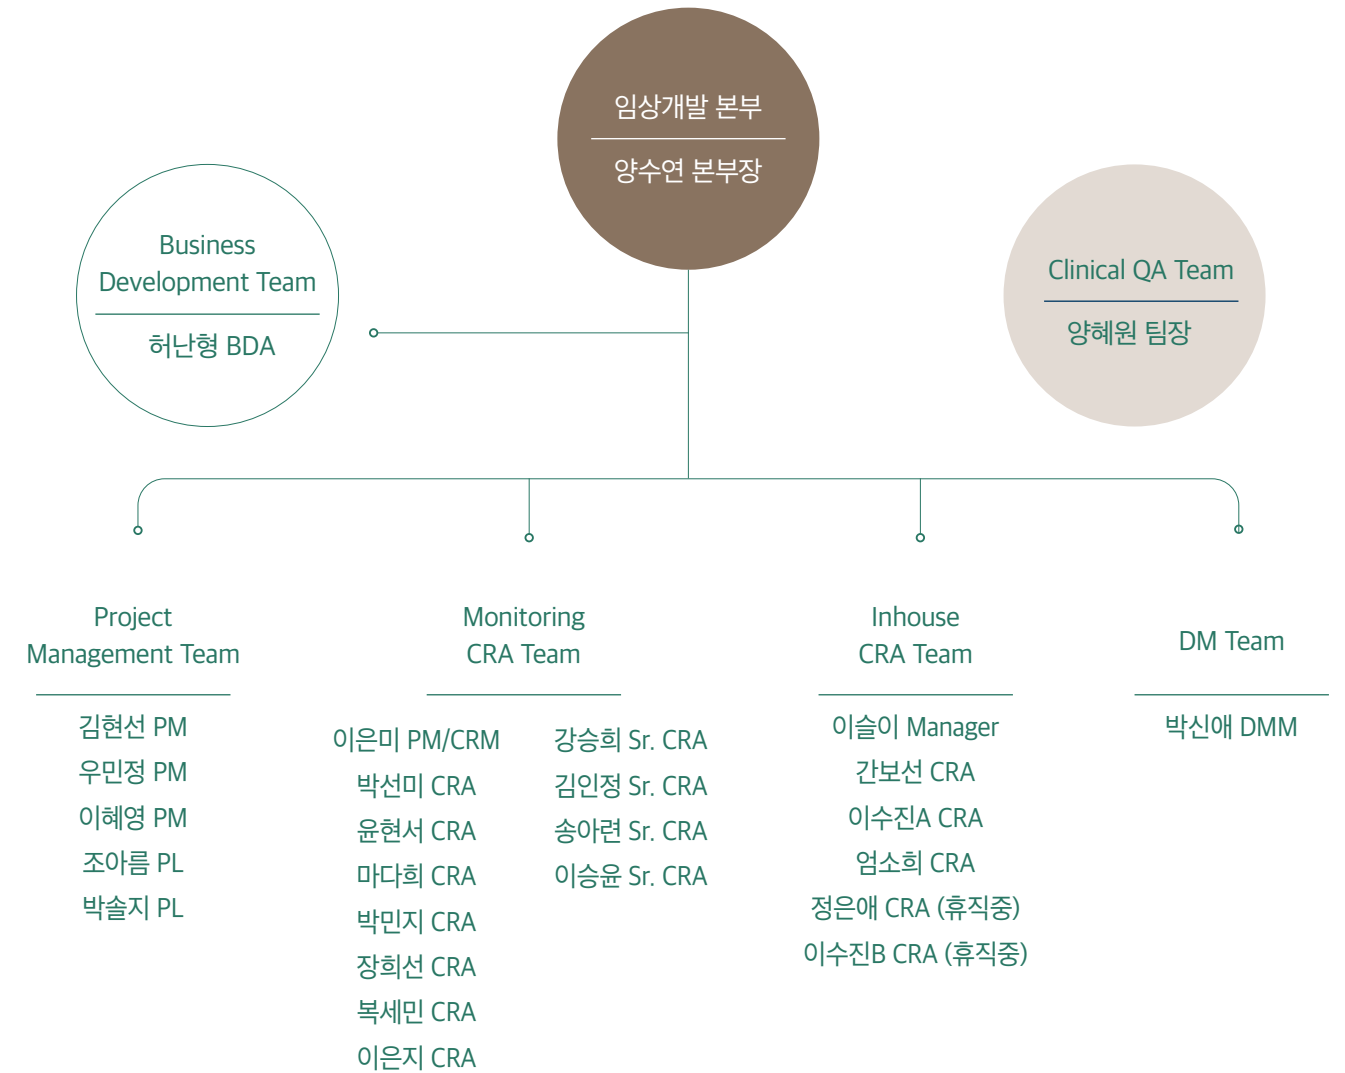 임상개발 본부
양수연 본부장
Business
Development Team
허난형 BDA
Clinical QA Team
양혜원 팀장
Project
Management Team
김현선 PM
우민정 PM
이혜영 PM
조아름 PL
박솔지 PL
Monitoring
CRA Team
이은미 PM/CRM
박선미 CRA
윤현서 CRA
마다희 CRA
박민지 CRA
장희선 CRA
복세민 CRA
이은지 CRA
강승희 Sr. CRA
김인정 Sr. CRA
송아련 Sr. CRA
이승윤 Sr. CRA
Inhouse
CRA Team
이슬이 Manager
간보선 CRA
이수진A CRA
엄소희 CRA
정은애 CRA (휴직중)
이수진B CRA (휴직중)
DM Team
박신애 DMM